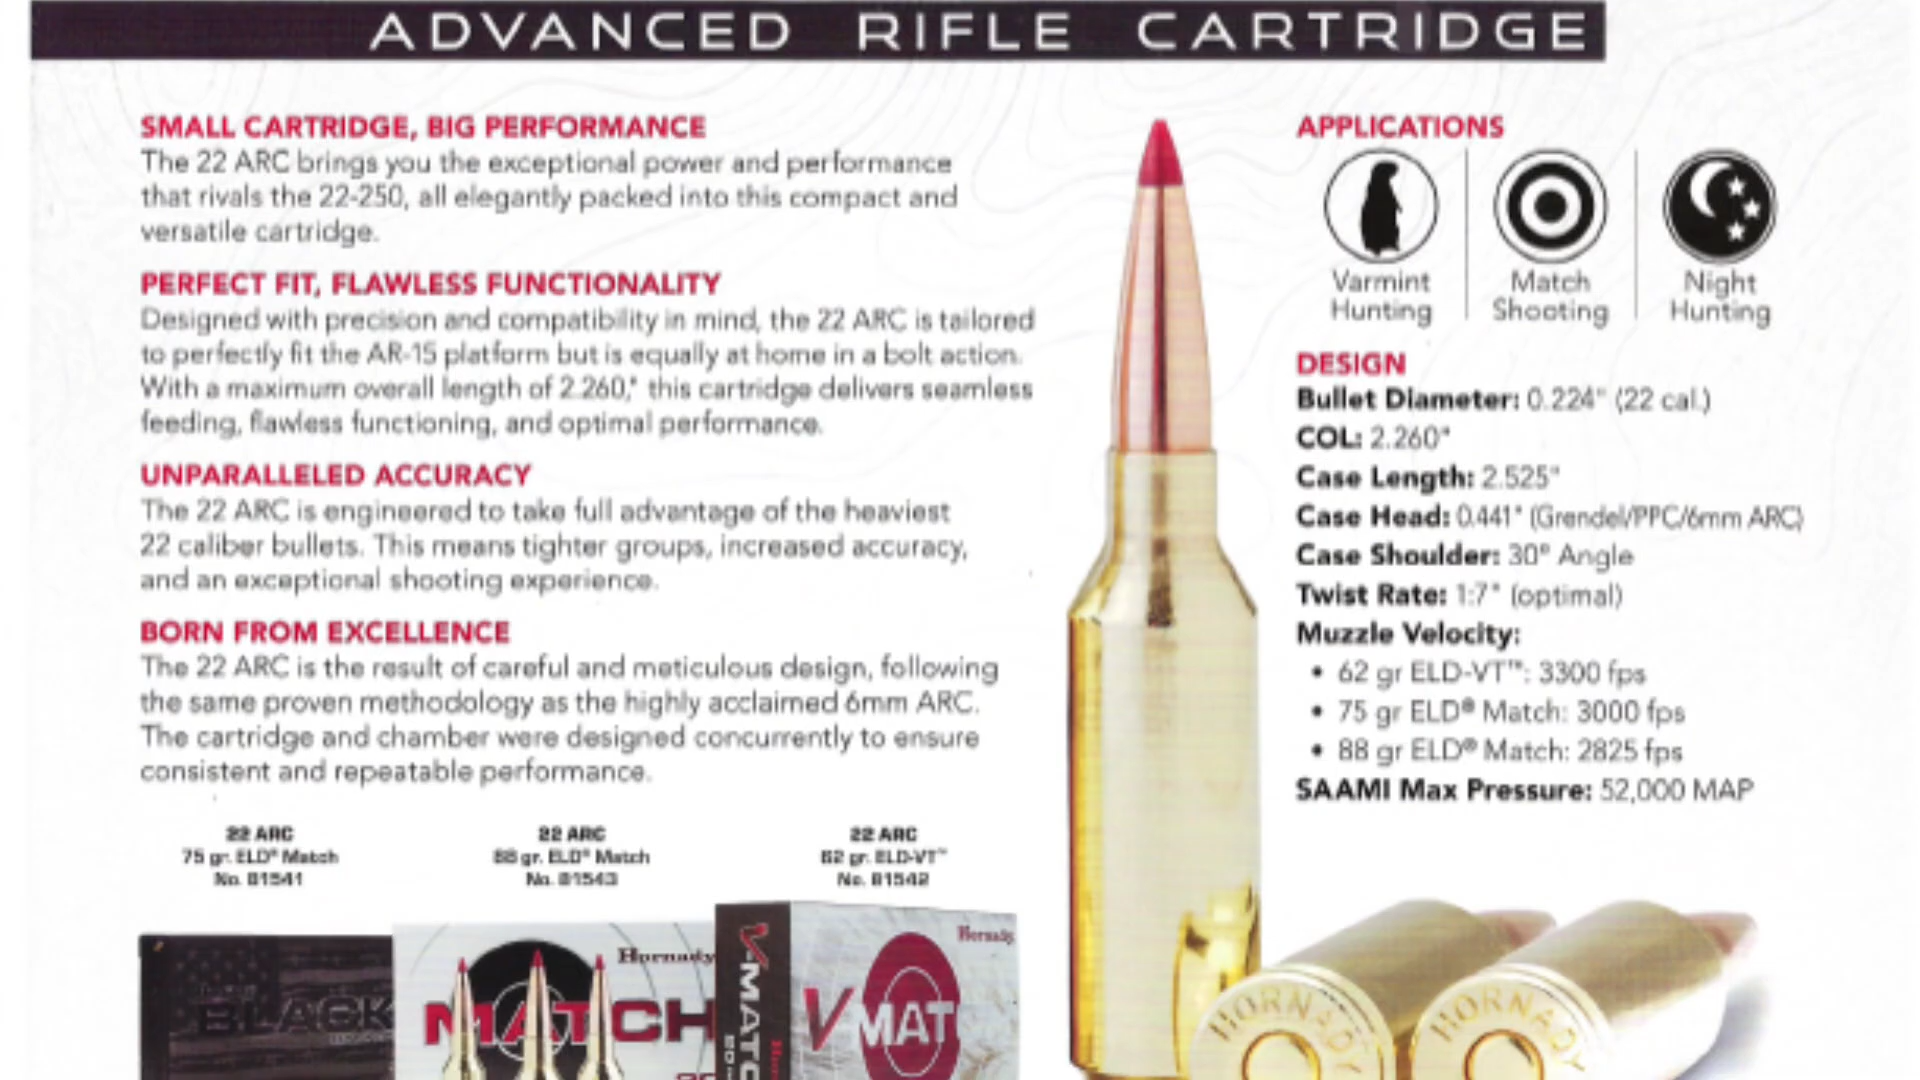 ADVANCED RIFLE CARTRIDGE
SMALL CARTRIDGE, BIG PERFORMANCE
The 22 ARC brings you the exceptional power and performance
that rivals the 22-250, all elegantly packed into this compact and
versatile cartridge.
PERFECT FIT, FLAWLESS FUNCTIONALITY
Designed with precision and compatibility in mind, the 22 ARC is tailored
to perfectly fit the AR-15 platform but is equally at home in a bolt action.
With a maximum overall length of 2.260," this cartridge delivers seamless
feeding, flawless functioning, and optimal performance.
UNPARALLELED ACCURACY
The 22 ARC is engineered to take full advantage of the heaviest
22 caliber bullets. This means tighter groups, increased accuracy,
and an exceptional shooting experience.
BORN FROM EXCELLENCE
The 22 ARC is the result of careful and meticulous design, following
the same proven methodology as the highly acclaimed 6mm ARC.
The cartridge and chamber were designed concurrently to ensure
consistent and repeatable performance.
22 ARC
75 gr. ELD® Match
No. 81541
22 ARC
88 gr. ELD® Match
No. 81543
22 ARC
62 gr. ELD-VT™
No. 81542
BLACK
Hornady
MATCH
V-MATCH
Hornady
V MAT
APPLICATIONS
Varmint
Hunting
Match
Shooting
Night
Hunting
DESIGN
Bullet Diameter: 0.224" (22 cal.)
COL: 2.260"
Case Length: 2.525"
Case Head: 0.441" (Grendel/PPC/6mm ARC)
Case Shoulder: 30° Angle
Twist Rate: 1:7" (optimal)
Muzzle Velocity:
• 62 gr ELD-VT™: 3300 fps
• 75 gr ELD® Match: 3000 fps
• 88 gr ELD® Match: 2825 fps
SAAMI Max Pressure: 52,000 MAP
HORNADY
HORNADY